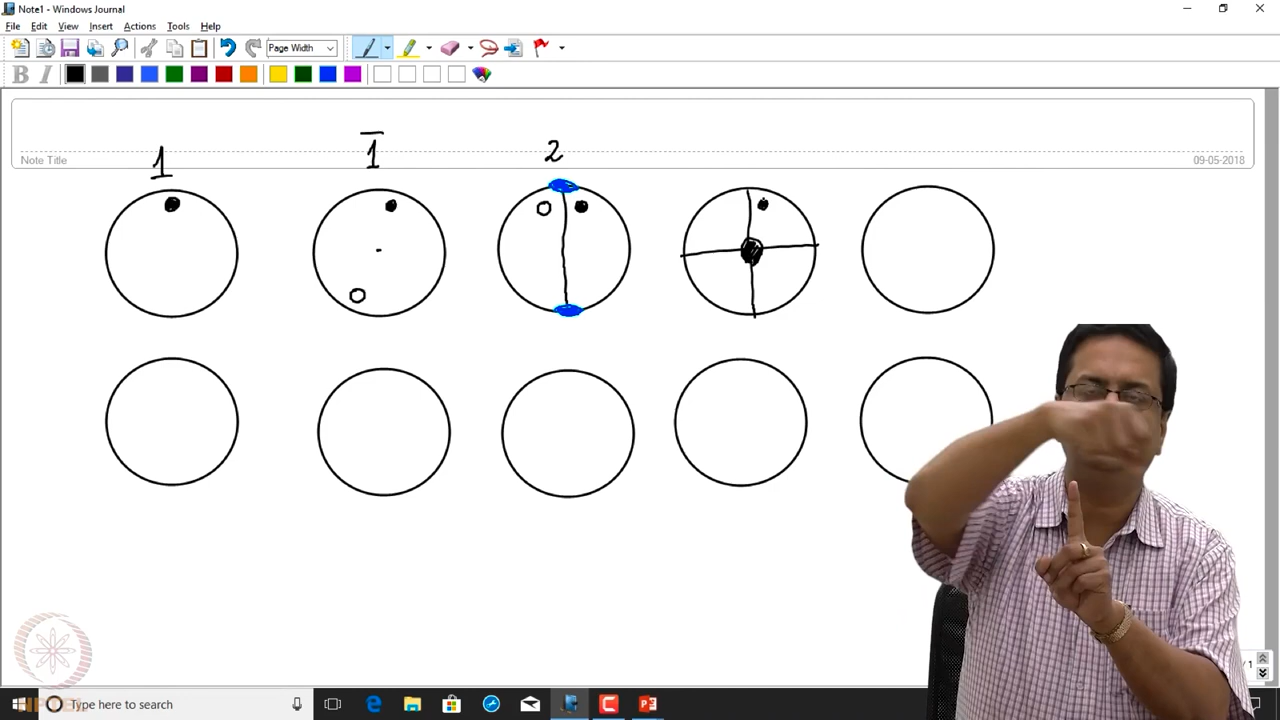 Note1 - Windows Journal
File Edit View Insert Actions Tools Help
Page Width
B I
1 1̅ 2
Note Title 09-05-2018
/ 1
Type here to search